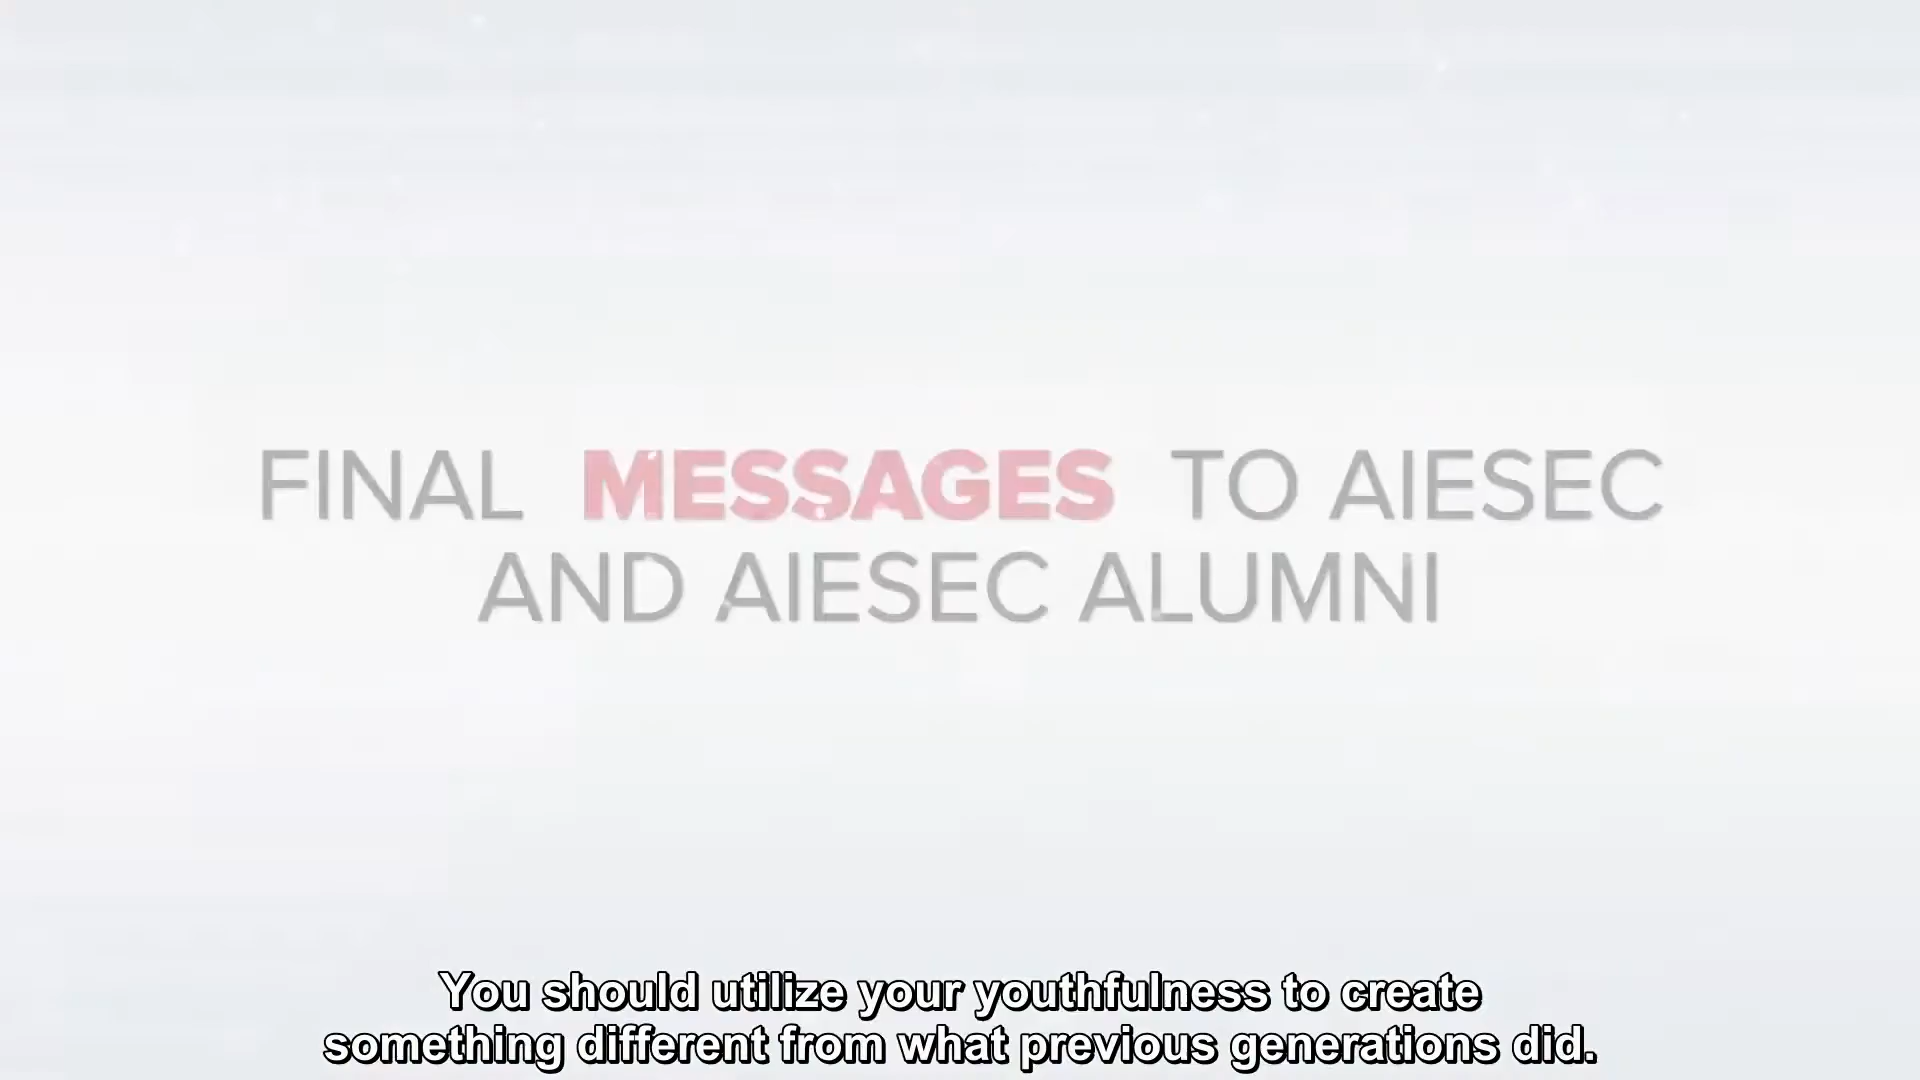 FINAL MESSAGES TO AIESEC
AND AIESEC ALUMNI
You should utilize your youthfulness to create
something different from what previous generations did.